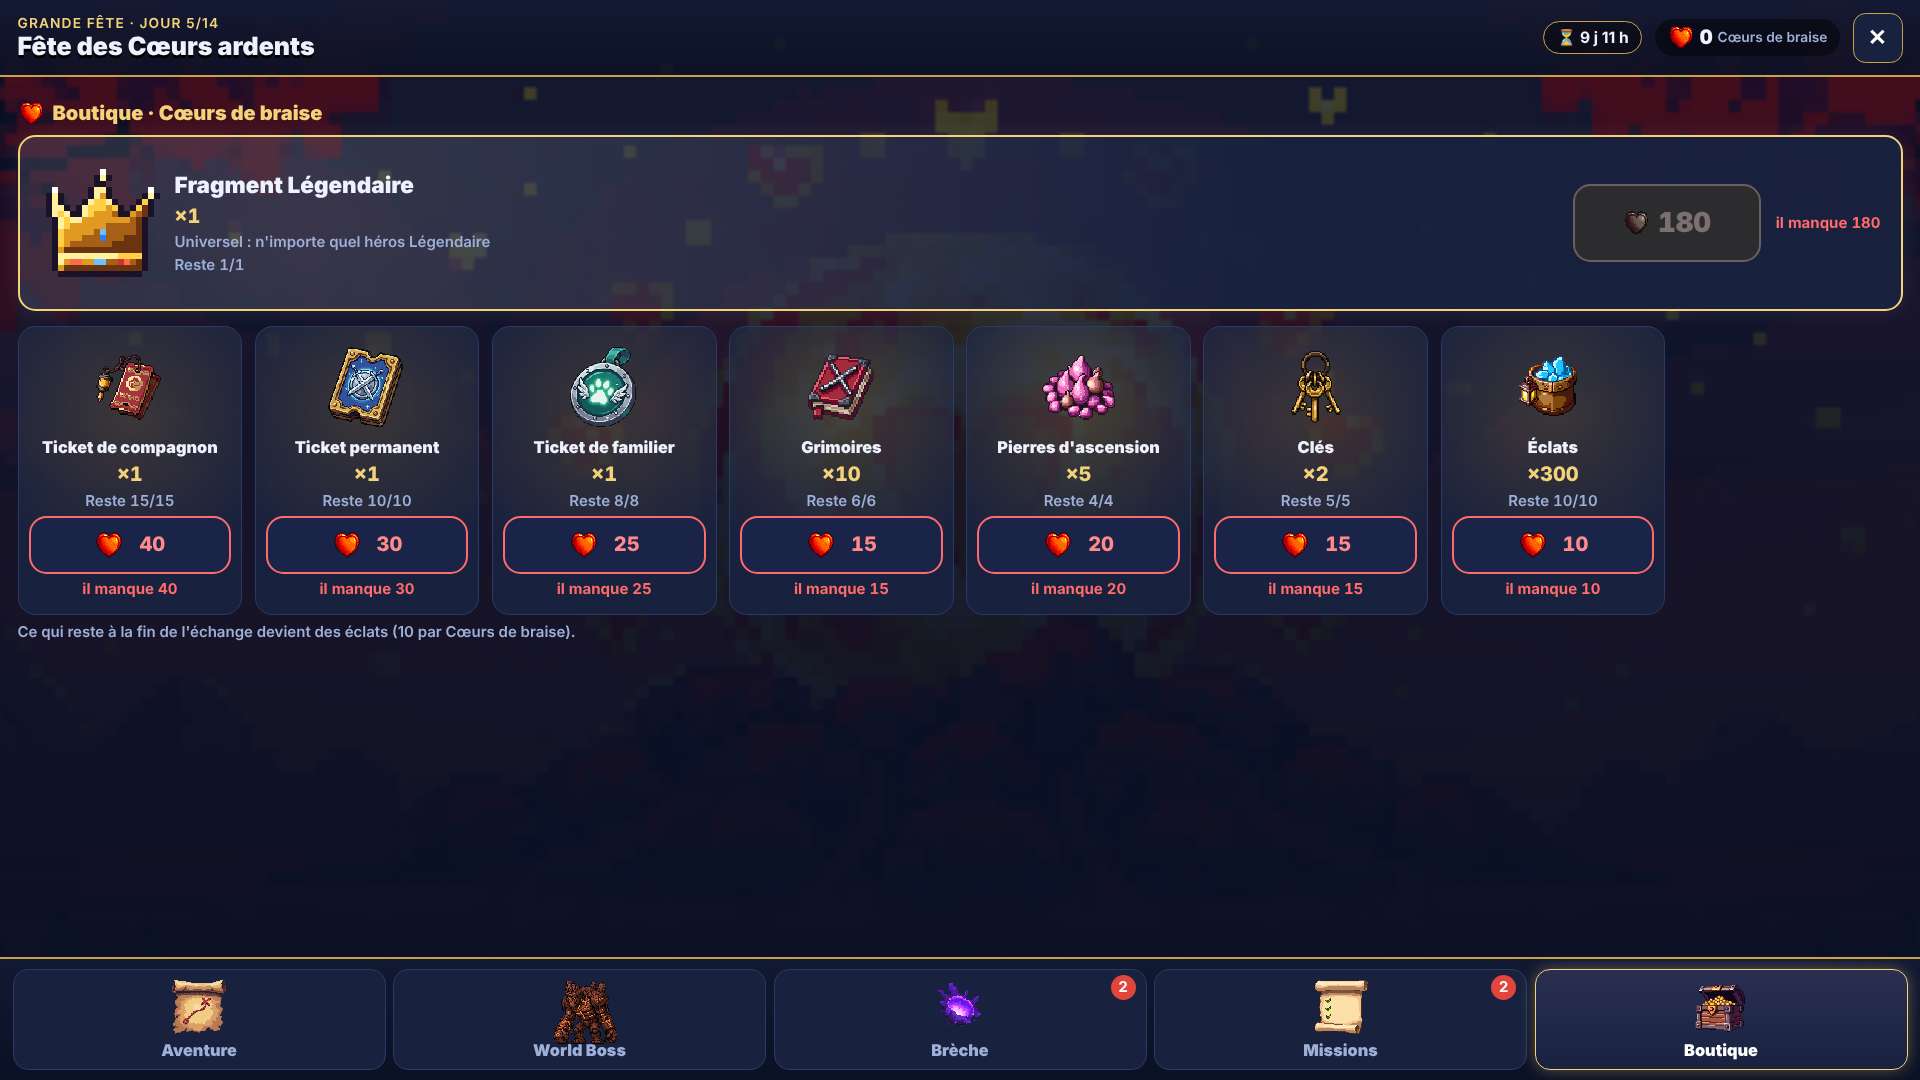 GRANDE FÊTE · JOUR 5/14
Fête des Cœurs ardents
9 j 11 h
0 Cœurs de braise
Boutique · Cœurs de braise
Fragment Légendaire
×1
Universel : n'importe quel héros Légendaire
Reste 1/1
180
il manque 180
Ticket de compagnon
×1
Reste 15/15
40
il manque 40
Ticket permanent
×1
Reste 10/10
30
il manque 30
Ticket de familier
×1
Reste 8/8
25
il manque 25
Grimoires
×10
Reste 6/6
15
il manque 15
Pierres d'ascension
×5
Reste 4/4
20
il manque 20
Clés
×2
Reste 5/5
15
il manque 15
Éclats
×300
Reste 10/10
10
il manque 10
Ce qui reste à la fin de l'échange devient des éclats (10 par Cœurs de braise).
Aventure
World Boss
2
Brèche
2
Missions
Boutique